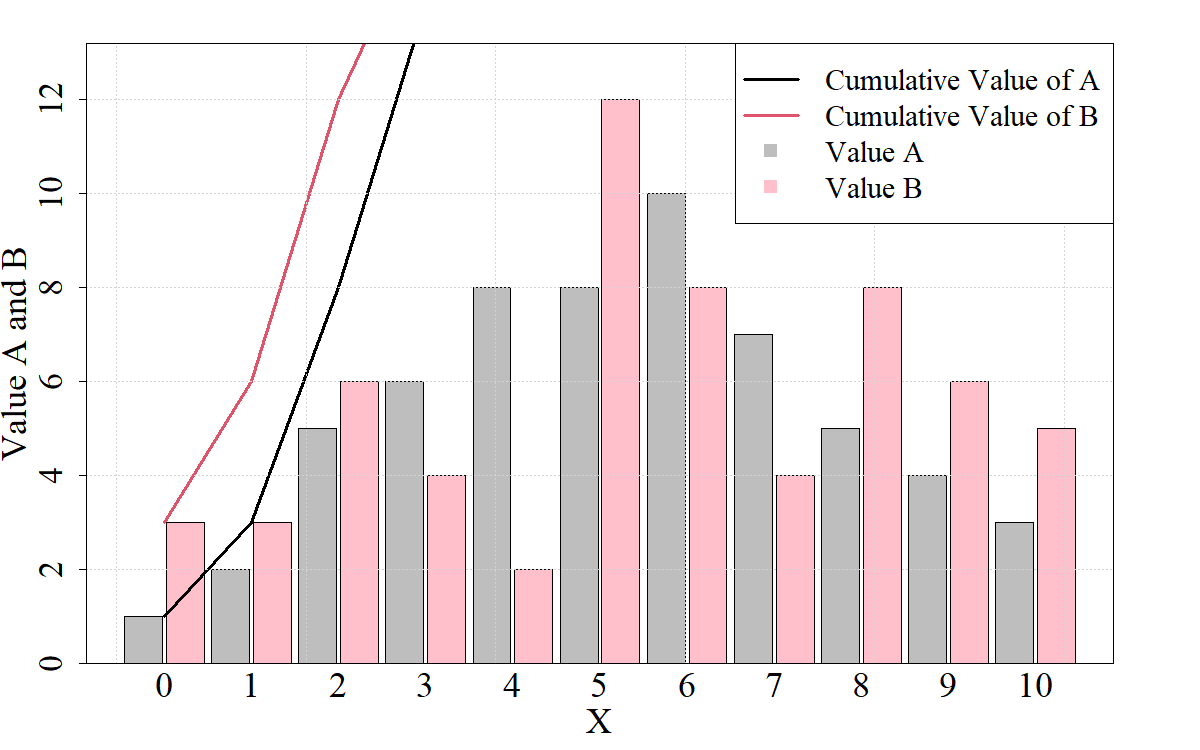 Cumulative Value of A
Cumulative Value of B
Value A
Value B
Value A and B
12
10
8
6
4
2
0
0 1 2 3 4 5 6 7 8 9 10
X